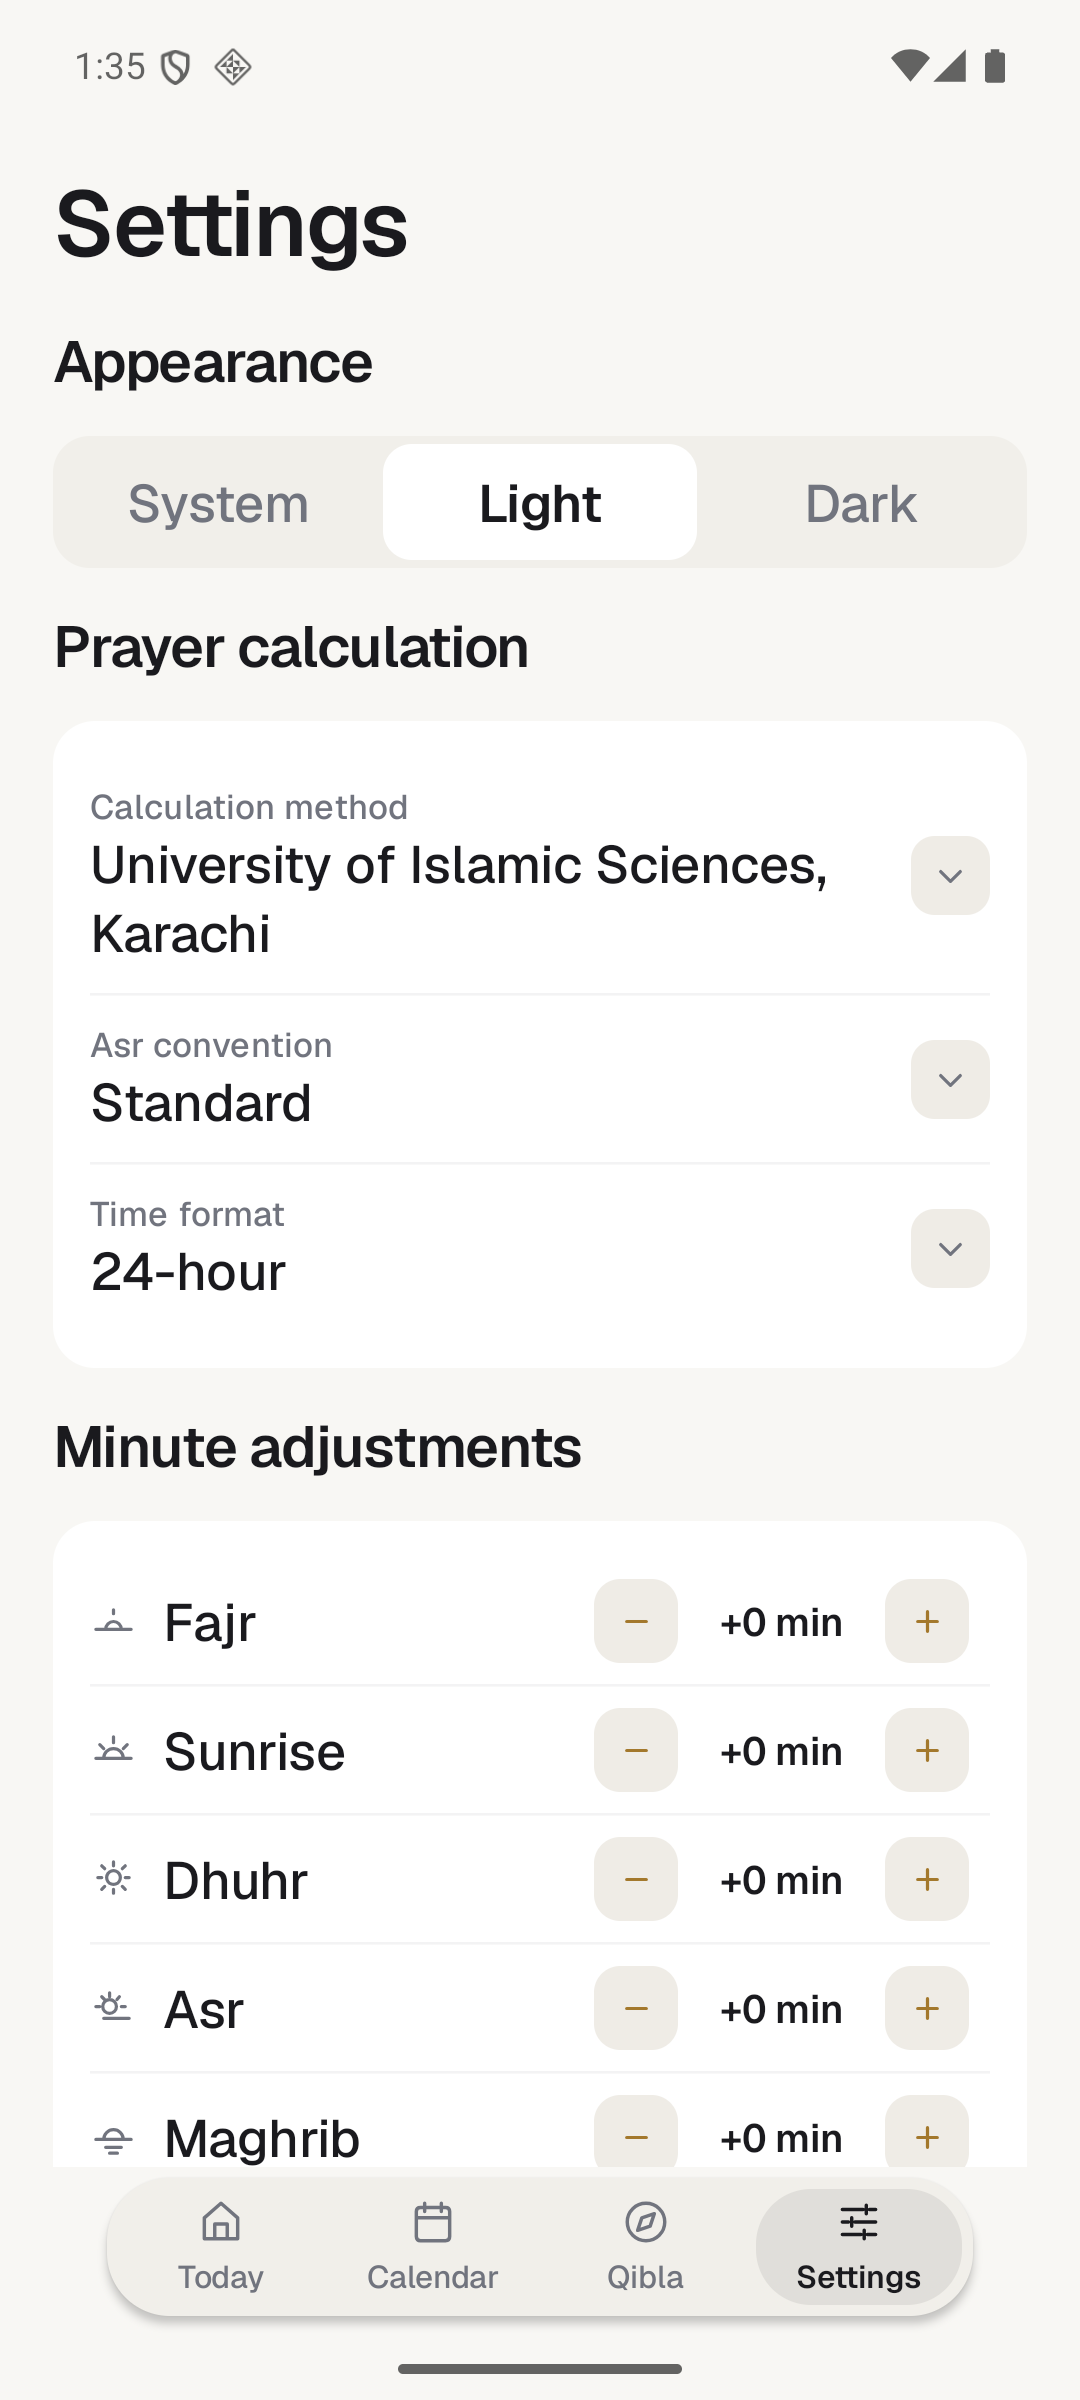 1:35
Settings
Appearance
System Light Dark
Prayer calculation
Calculation method
University of Islamic Sciences,
Karachi
Asr convention
Standard
Time format
24-hour
Minute adjustments
Fajr − +0 min +
Sunrise − +0 min +
Dhuhr − +0 min +
Asr − +0 min +
Maghrib − +0 min +
Today Calendar Qibla Settings